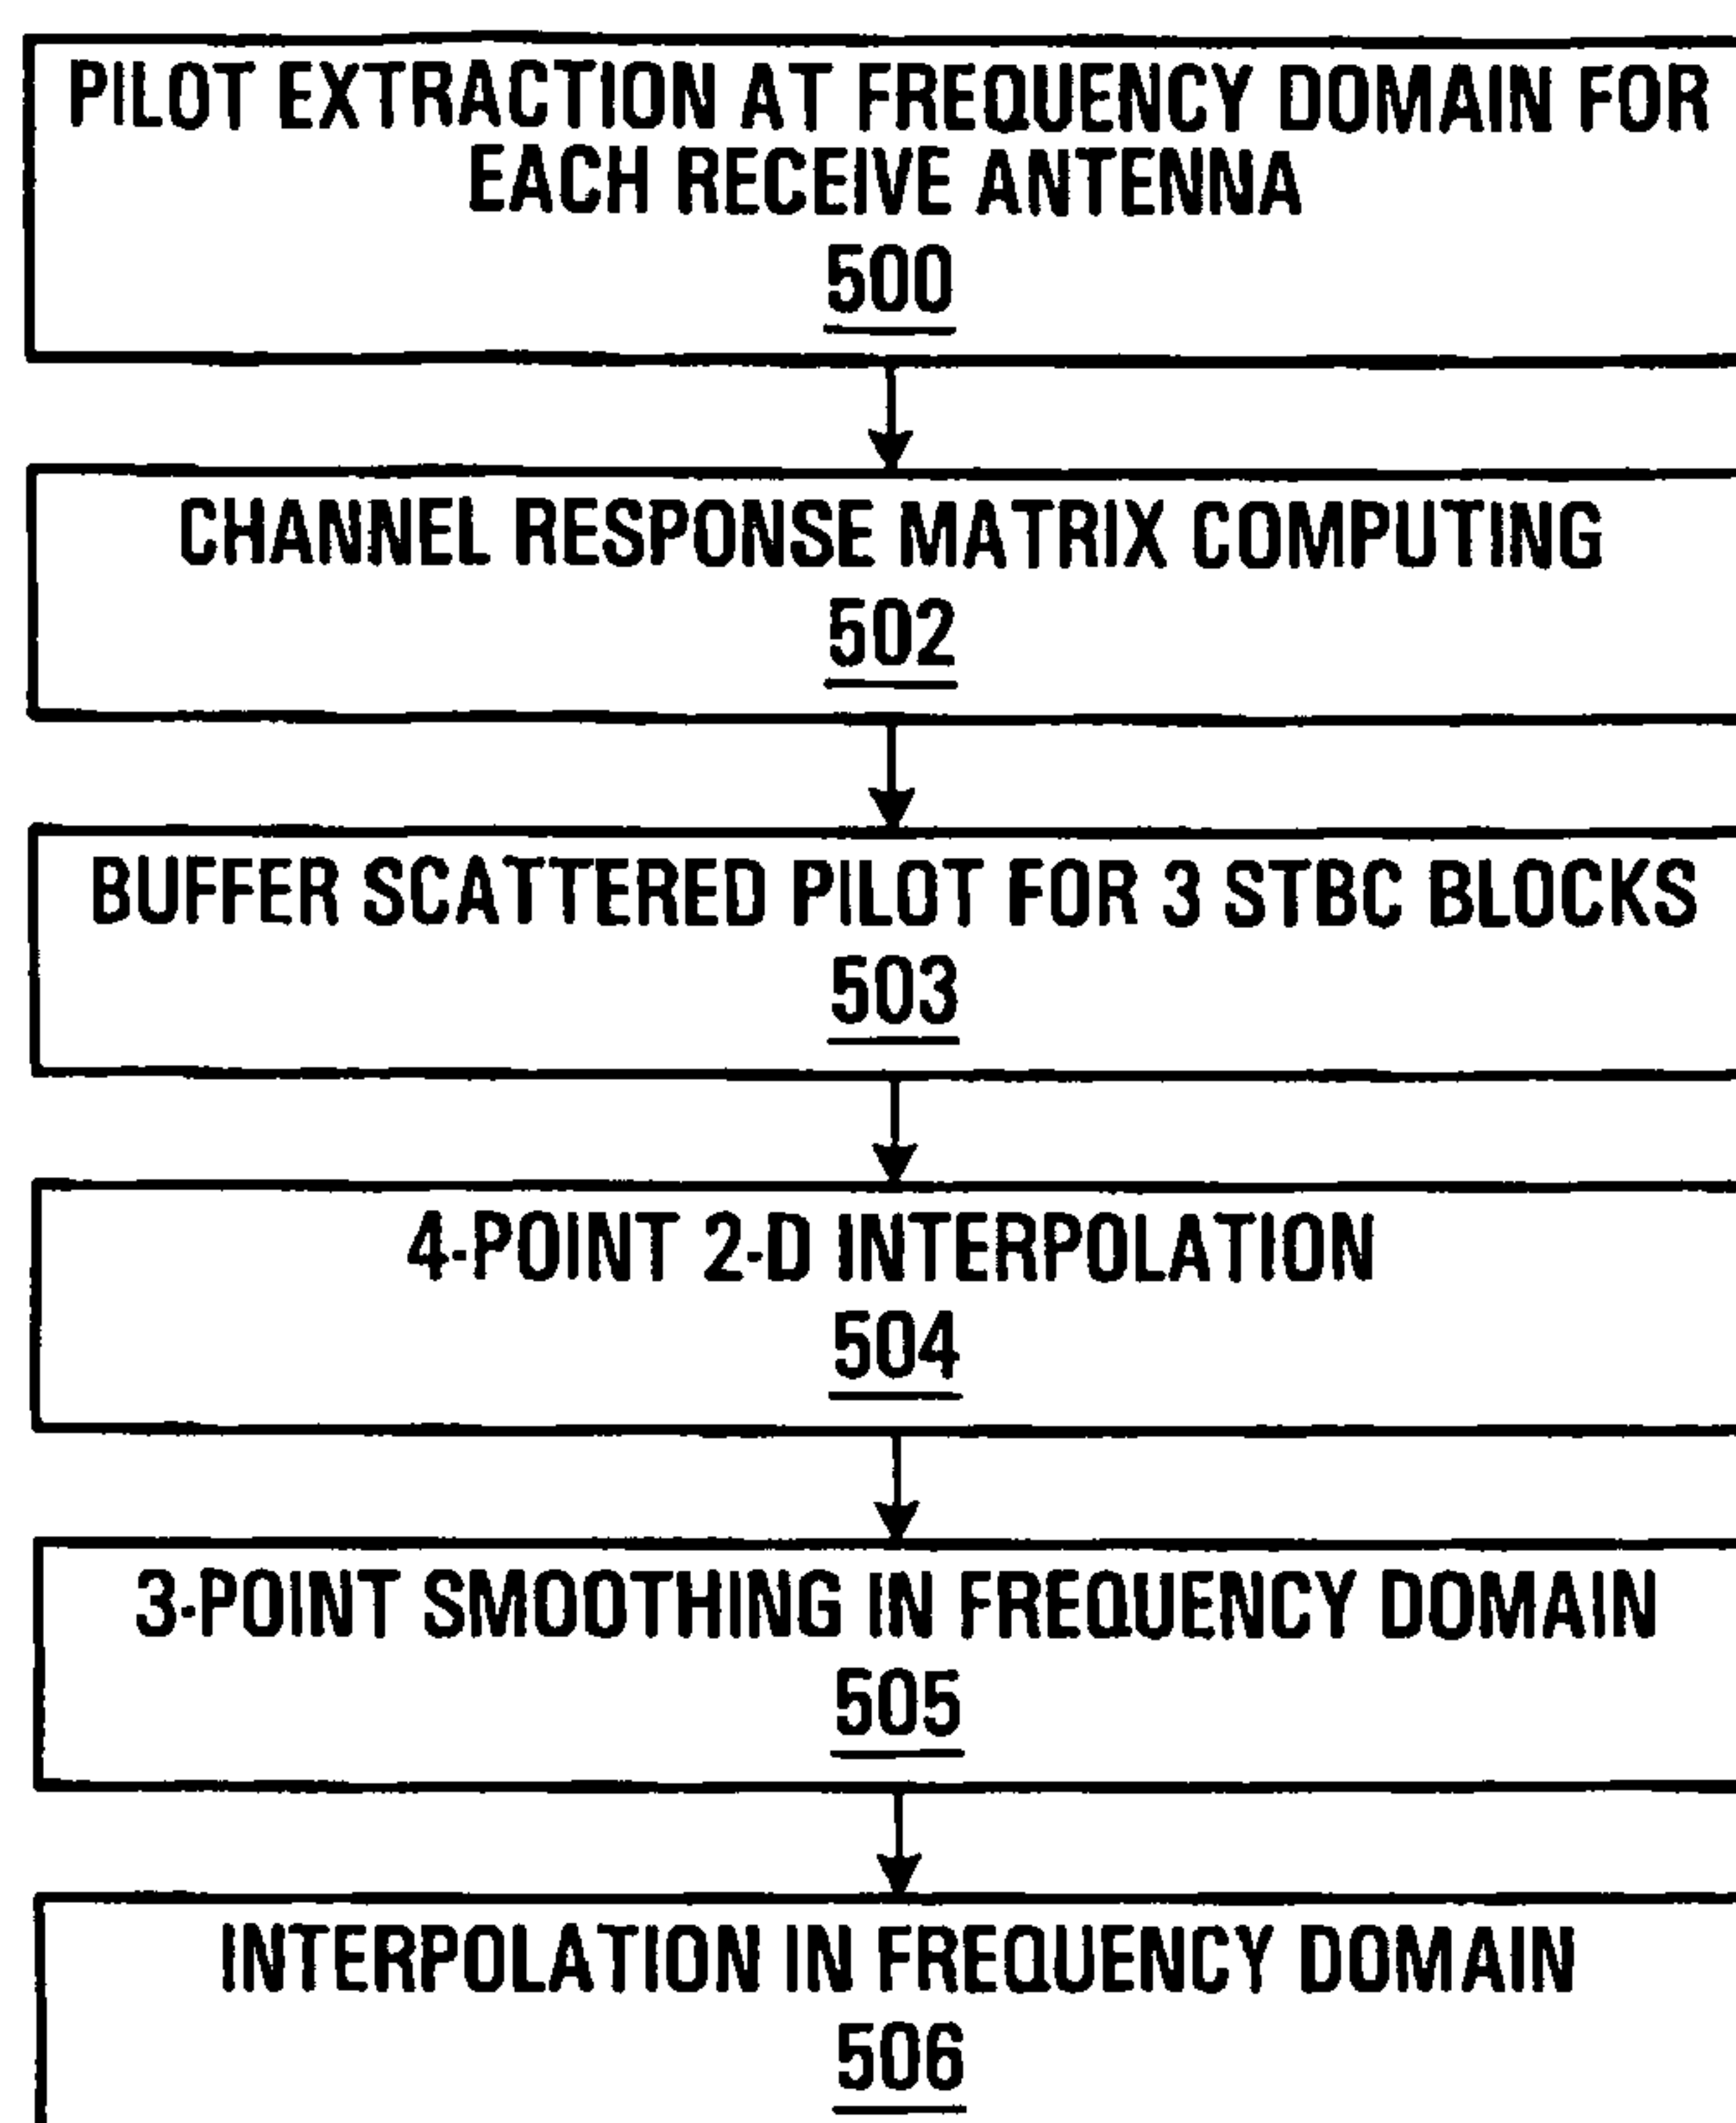 PILOT EXTRACTION AT FREQUENCY DOMAIN FOR
EACH RECEIVE ANTENNA
500
CHANNEL RESPONSE MATRIX COMPUTING
502
BUFFER SCATTERED PILOT FOR 3 STBC BLOCKS
503
4-POINT 2-D INTERPOLATION
504
3-POINT SMOOTHING IN FREQUENCY DOMAIN
505
INTERPOLATION IN FREQUENCY DOMAIN
506